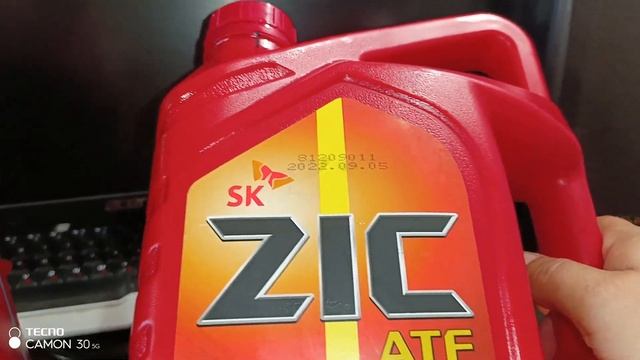 81209011
2022.09.05
SK
ZIC
ATF
TECNO
CAMON 30 5G